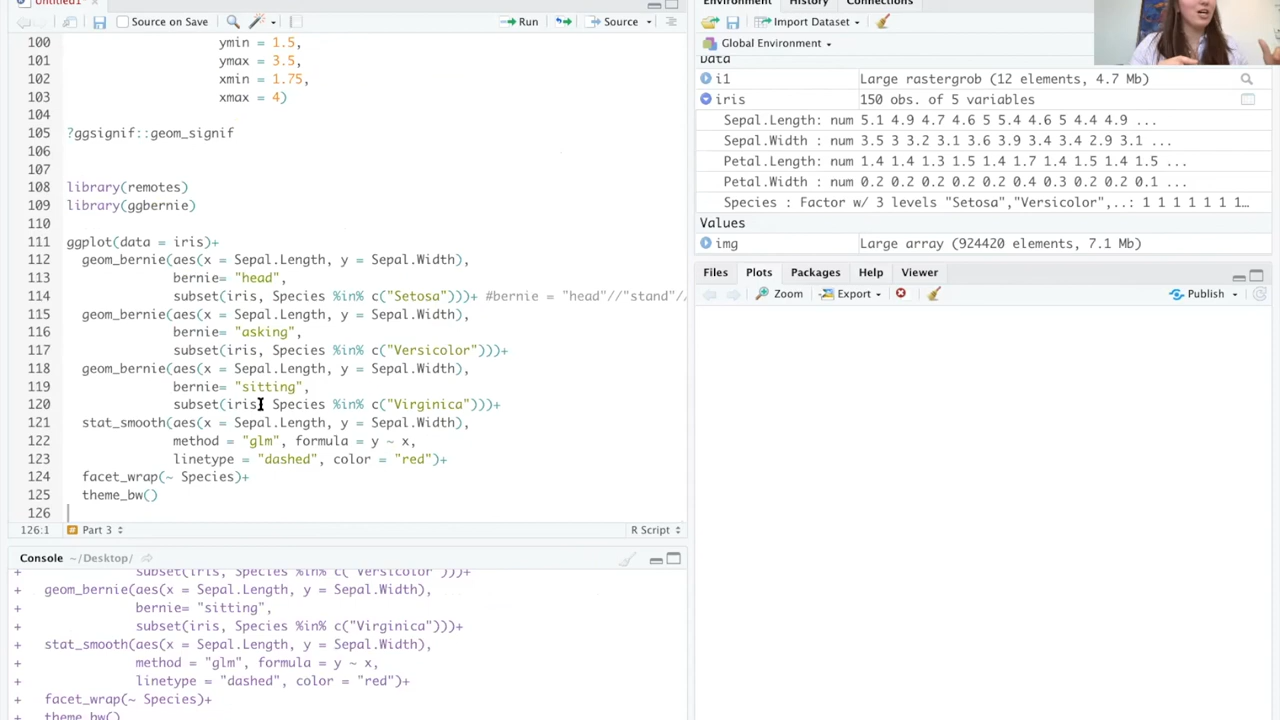 Untitled1*
Source on Save
Run
Source
100 ymin = 1.5,
101 ymax = 3.5,
102 xmin = 1.75,
103 xmax = 4)
104
105 ?ggsignif::geom_signif
106
107
108 library(remotes)
109 library(ggbernie)
110
111 ggplot(data = iris)+
112 geom_bernie(aes(x = Sepal.Length, y = Sepal.Width),
113 bernie= "head",
114 subset(iris, Species %in% c("Setosa")))+ #bernie = "head"//"stand"//
115 geom_bernie(aes(x = Sepal.Length, y = Sepal.Width),
116 bernie= "asking",
117 subset(iris, Species %in% c("Versicolor")))+
118 geom_bernie(aes(x = Sepal.Length, y = Sepal.Width),
119 bernie= "sitting",
120 subset(iris, Species %in% c("Virginica")))+
121 stat_smooth(aes(x = Sepal.Length, y = Sepal.Width),
122 method = "glm", formula = y ~ x,
123 linetype = "dashed", color = "red")+
124 facet_wrap(~ Species)+
125 theme_bw()
126
126:1 Part 3 R Script
Console ~/Desktop/
+ subset(iris, Species %in% c("Versicolor")))+
+ geom_bernie(aes(x = Sepal.Length, y = Sepal.Width),
+ bernie= "sitting",
+ subset(iris, Species %in% c("Virginica")))+
+ stat_smooth(aes(x = Sepal.Length, y = Sepal.Width),
+ method = "glm", formula = y ~ x,
+ linetype = "dashed", color = "red")+
+ facet_wrap(~ Species)+
+ theme_bw()
Environment History Connections
Import Dataset
Global Environment
Data
i1 Large rastergrob (12 elements, 4.7 Mb)
iris 150 obs. of 5 variables
Sepal.Length: num 5.1 4.9 4.7 4.6 5 5.4 4.6 5 4.4 4.9 ...
Sepal.Width : num 3.5 3 3.2 3.1 3.6 3.9 3.4 3.4 2.9 3.1 ...
Petal.Length: num 1.4 1.4 1.3 1.5 1.4 1.7 1.4 1.5 1.4 1.5 ...
Petal.Width : num 0.2 0.2 0.2 0.2 0.2 0.4 0.3 0.2 0.2 0.1 ...
Species : Factor w/ 3 levels "Setosa","Versicolor",..: 1 1 1 1 1 1 1…
Values
img Large array (924420 elements, 7.1 Mb)
Files Plots Packages Help Viewer
Zoom Export Publish